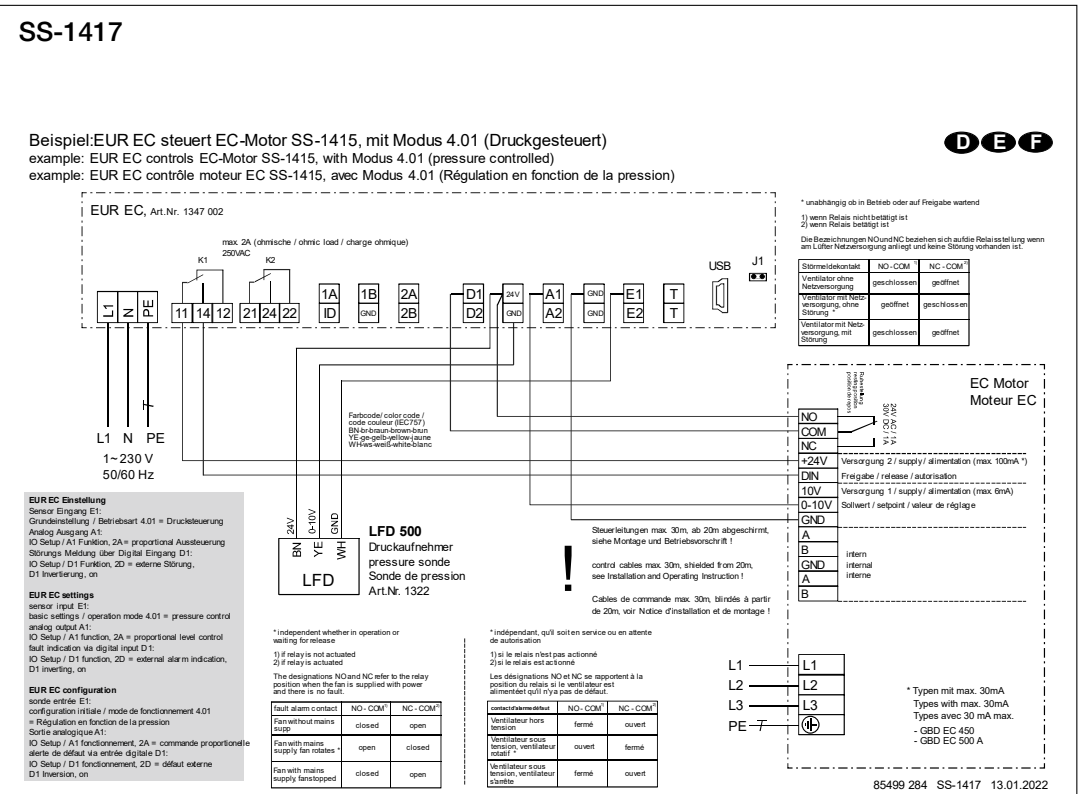 SS-1417
Beispiel:EUR EC steuert EC-Motor SS-1415, mit Modus 4.01 (Druckgesteuert)
example: EUR EC controls EC-Motor SS-1415, with Modus 4.01 (pressure controlled)
example: EUR EC contrôle moteur EC SS-1415, avec Modus 4.01 (Régulation en fonction de la pression)
D E F
EUR EC, Art.Nr. 1347 002
max. 2A (ohmische / ohmic load / charge ohmique)
250VAC
K1 K2
USB J1
L1 N PE
11 14 12 21 24 22
1A 1B 2A D1 24V A1 GND E1 T
ID GND 2B D2 GND A2 GND E2 T
L1 N PE
1~230 V
50/60 Hz
Farbcode/ color code /
code couleur (IEC757)
BN-br-braun-brown-brun
YE-ge-gelb-yellow-jaune
WH-ws-weiß-white-blanc
24V 0-10V GND
BN YE WH
LFD
LFD 500
Druckaufnehmer
pressure sonde
Sonde de pression
Art.Nr. 1322
* unabhängig ob in Betrieb oder auf Freigabe wartend
1) wenn Relais nicht betätigt ist
2) wenn Relais betätigt ist
Die Bezeichnungen NO und NC beziehen sich auf die Relaisstellung wenn
am Lüfter Netzversorgung anliegt und keine Störung vorhanden ist.
Störmeldekontakt NO - COM 1) NC - COM 2)
Ventilator ohne
Netzversorgung geschlossen geöffnet
Ventilator mit Netz-
versorgung, ohne
Störung * geöffnet geschlossen
Ventilator mit Netz-
versorgung, mit
Störung geschlossen geöffnet
EC Motor
Moteur EC
Ruhestellung
resting position
position de repos
24V AC / 1A
30V DC / 1A
NO
COM
NC
+24V Versorgung 2 / supply / alimentation (max. 100mA *)
DIN Freigabe / release / autorisation
10V Versorgung 1 / supply / alimentation (max. 6mA)
0-10V Sollwert / setpoint / valeur de réglage
GND
A
B
GND
A
B
intern
internal
interne
L1 L1
L2 L2
L3 L3
PE
* Typen mit max. 30mA
Types with max. 30mA
Types avec 30 mA max.
- GBD EC 450
- GBD EC 500 A
!
Steuerleitungen max. 30m, ab 20m abgeschirmt,
siehe Montage und Betriebsvorschrift !
control cables max. 30m, shielded from 20m,
see Installation and Operating Instruction !
Cables de commande max. 30m, blindés à partir
de 20m, voir Notice d'installation et de montage !
EUR EC Einstellung
Sensor Eingang E1:
Grundeinstellung / Betriebsart 4.01 = Drucksteuerung
Analog Ausgang A1:
IO Setup / A1 Funktion, 2A = proportional Aussteuerung
Störungs Meldung über Digital Eingang D1:
IO Setup / D1 Funktion, 2D = externe Störung,
D1 Invertierung, on
EUR EC settings
sensor input E1:
basic settings / operation mode 4.01 = pressure control
analog output A1:
IO Setup / A1 function, 2A = proportional level control
fault indication via digital input D1:
IO Setup / D1 function, 2D = external alarm indication,
D1 inverting, on
EUR EC configuration
sonde entrée E1:
configuration initiale / mode de fonctionnement 4.01
= Régulation en fonction de la pression
Sortie analogique A1:
IO Setup / A1 fonctionnement, 2A = commande proportionelle
alerte de défaut via entrée digitale D1:
IO Setup / D1 fonctionnement, 2D = défaut externe
D1 Inversion, on
* independent whether in operation or
waiting for release
1) if relay is not actuated
2) if relay is actuated
The designations NO and NC refer to the relay
position when the fan is supplied with power
and there is no fault.
fault alarm contact NO - COM 1) NC - COM 2)
Fan without mains
supp closed open
Fan with mains
supply, fan rotates * open closed
Fan with mains
supply, fan stopped closed open
* indépendant, qu'il soit en service ou en attente
de autorisation
1) si le relais n'est pas actionné
2) si le relais est actionné
Les désignations NO et NC se rapportent à la
position du relais si le ventilateur est
alimenté et qu'il n'y a pas de défaut.
contact d'alarme défaut NO - COM 1) NC - COM 2)
Ventilateur hors
tension fermé ouvert
Ventilateur sous
tension, ventilateur
rotatif * ouvert fermé
Ventilateur sous
tension, ventilateur
s'arrête fermé ouvert
85499 284 SS-1417 13.01.2022